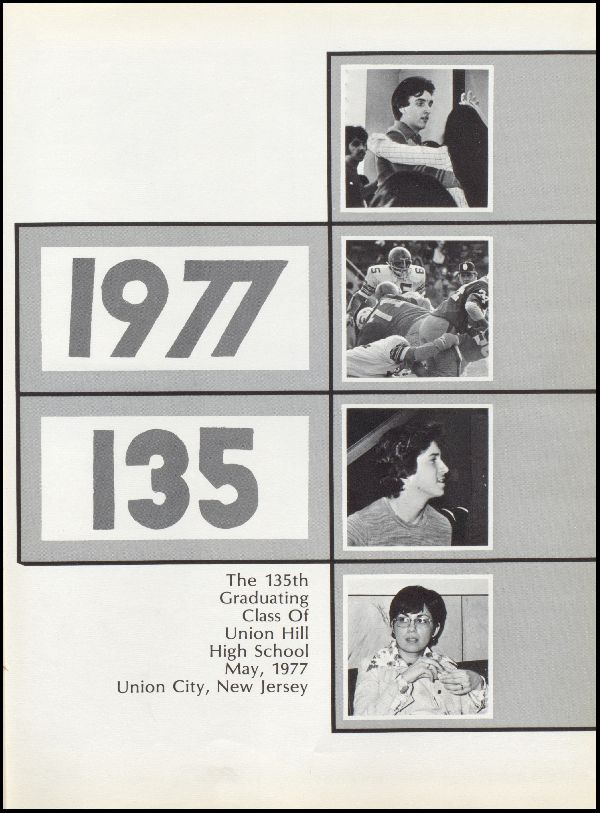 1977
135
The 135th
Graduating
Class Of
Union Hill
High School
May, 1977
Union City, New Jersey